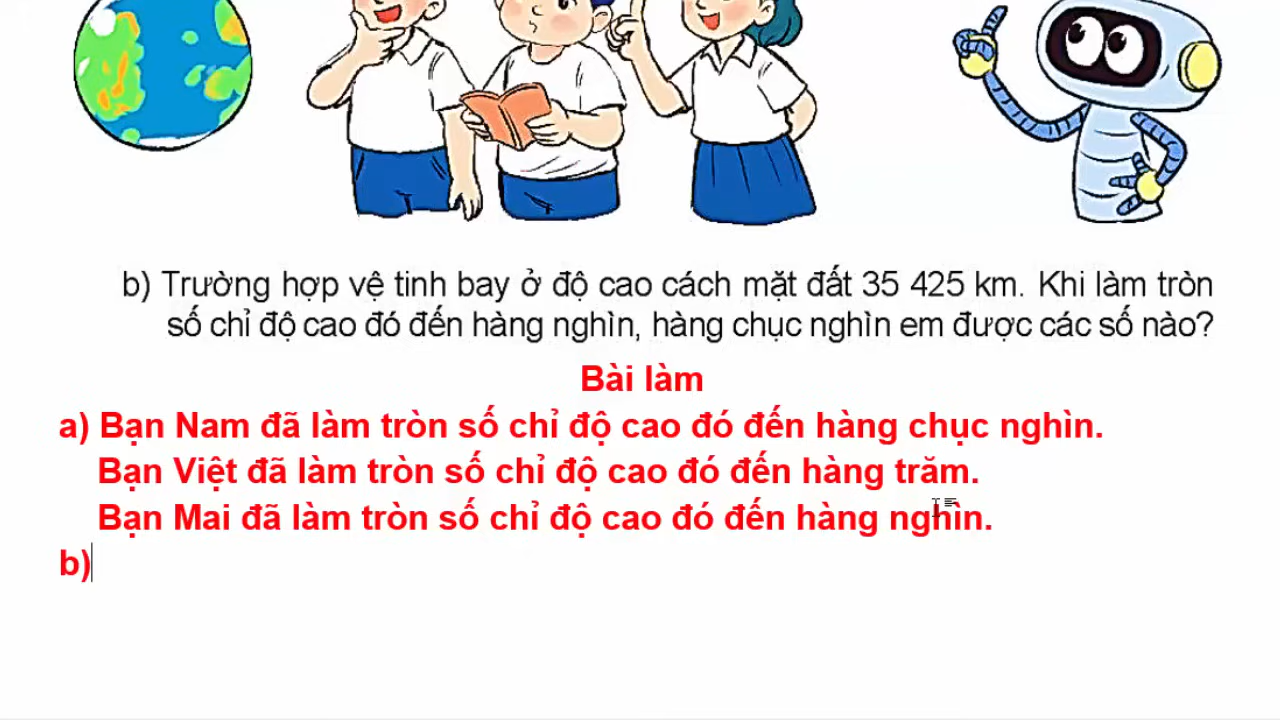 b) Trường hợp vệ tinh bay ở độ cao cách mặt đất 35 425 km. Khi làm tròn
số chỉ độ cao đó đến hàng nghìn, hàng chục nghìn em được các số nào?
Bài làm
a) Bạn Nam đã làm tròn số chỉ độ cao đó đến hàng chục nghìn.
Bạn Việt đã làm tròn số chỉ độ cao đó đến hàng trăm.
Bạn Mai đã làm tròn số chỉ độ cao đó đến hàng nghìn.
b)